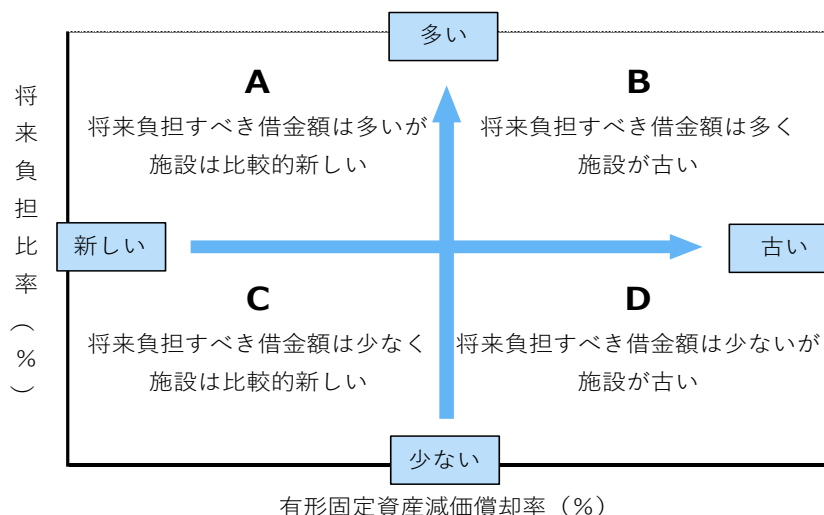 多い
A
将来負担すべき借金額は多いが
施設は比較的新しい
B
将来負担すべき借金額は多く
施設が古い
将来負担比率(%)
新しい
古い
C
将来負担すべき借金額は少なく
施設は比較的新しい
D
将来負担すべき借金額は少ないが
施設が古い
少ない
有形固定資産減価償却率(%)